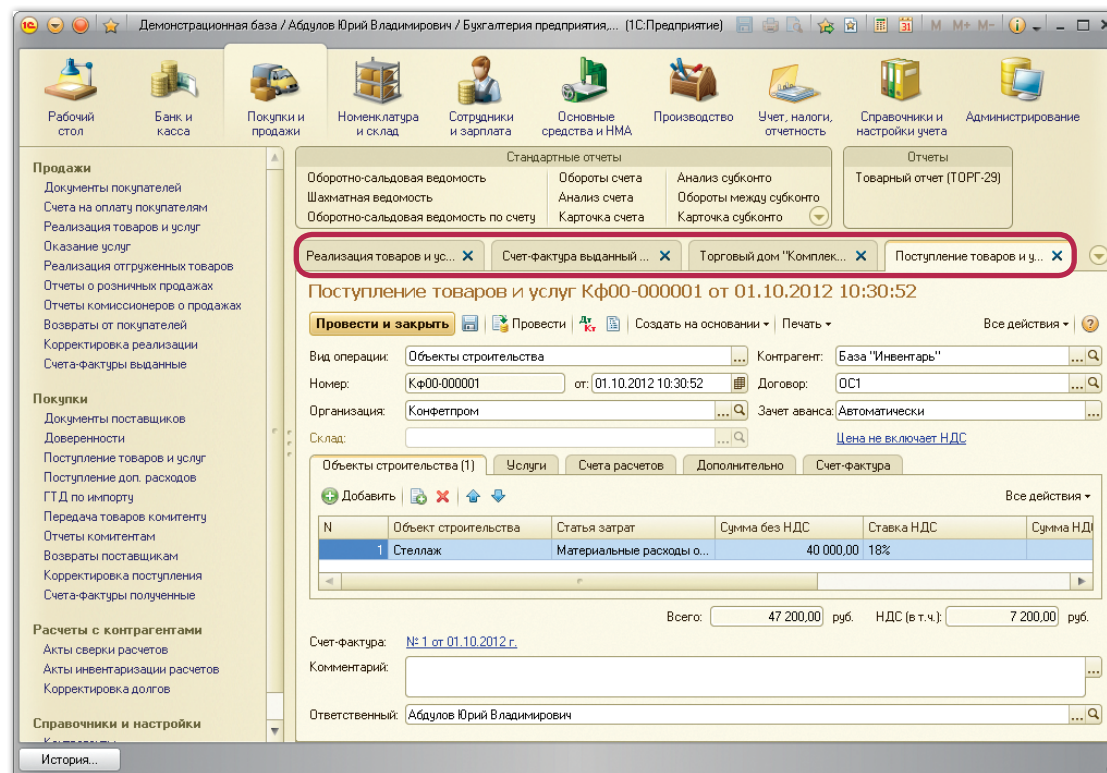 Демонстрационная база / Абдулов Юрий Владимирович / Бухгалтерия предприятия,... (1С:Предприятие)
M M+ M-
Рабочий стол
Банк и касса
Покупки и продажи
Номенклатура и склад
Сотрудники и зарплата
Основные средства и НМА
Производство
Учет, налоги, отчетность
Справочники и настройки учета
Администрирование
Продажи
Документы покупателей
Счета на оплату покупателям
Реализация товаров и услуг
Оказание услуг
Реализация отгруженных товаров
Отчеты о розничных продажах
Отчеты комиссионеров о продажах
Возвраты от покупателей
Корректировка реализации
Счета-фактуры выданные
Покупки
Документы поставщиков
Доверенности
Поступление товаров и услуг
Поступление доп. расходов
ГТД по импорту
Передача товаров комитенту
Отчеты комитентам
Возвраты поставщикам
Корректировка поступления
Счета-фактуры полученные
Расчеты с контрагентами
Акты сверки расчетов
Акты инвентаризации расчетов
Корректировка долгов
Справочники и настройки
Стандартные отчеты
Оборотно-сальдовая ведомость Обороты счета Анализ субконто
Шахматная ведомость Анализ счета Обороты между субконто
Оборотно-сальдовая ведомость по счету Карточка счета Карточка субконто
Отчеты
Товарный отчет (ТОРГ-29)
Реализация товаров и ус... Счет-фактура выданный ... Торговый дом "Комплек... Поступление товаров и у...
Поступление товаров и услуг Кф00-000001 от 01.10.2012 10:30:52
Провести и закрыть Провести Дт Кт Создать на основании Печать Все действия
Вид операции: Объекты строительства ... Контрагент: База "Инвентарь" ...
Номер: Кф00-000001 от: 01.10.2012 10:30:52 Договор: ОС1 ...
Организация: Конфетпром ... Зачет аванса: Автоматически ...
Склад: ... Цена не включает НДС
Объекты строительства (1) Услуги Счета расчетов Дополнительно Счет-фактура
Добавить Все действия
N Объект строительства Статья затрат Сумма без НДС Ставка НДС Сумма НД
1 Стеллаж Материальные расходы о... 40 000,00 18%
Всего: 47 200,00 руб. НДС (в т.ч.): 7 200,00 руб.
Счет-фактура: № 1 от 01.10.2012 г.
Комментарий: ...
Ответственный: Абдулов Юрий Владимирович ...
История...